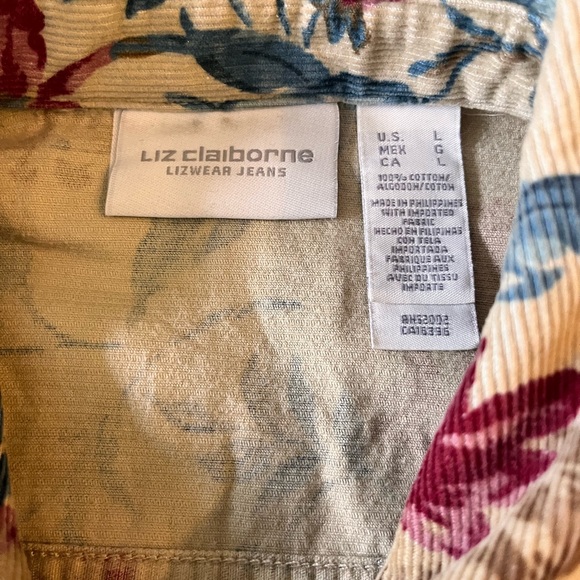 Liz claiborne
LIZWEAR JEANS
U.S. L
MEX G
CA L
100% COTTON/
ALGODON/COTON
MADE IN PHILIPPINES
WITH IMPORTED
FABRIC
HECHO EN FILIPINAS
CON TELA
IMPORTADA
FABRIQUE AUX
PHILIPPINES
AVEC DU TISSU
IMPORTE
CA16336